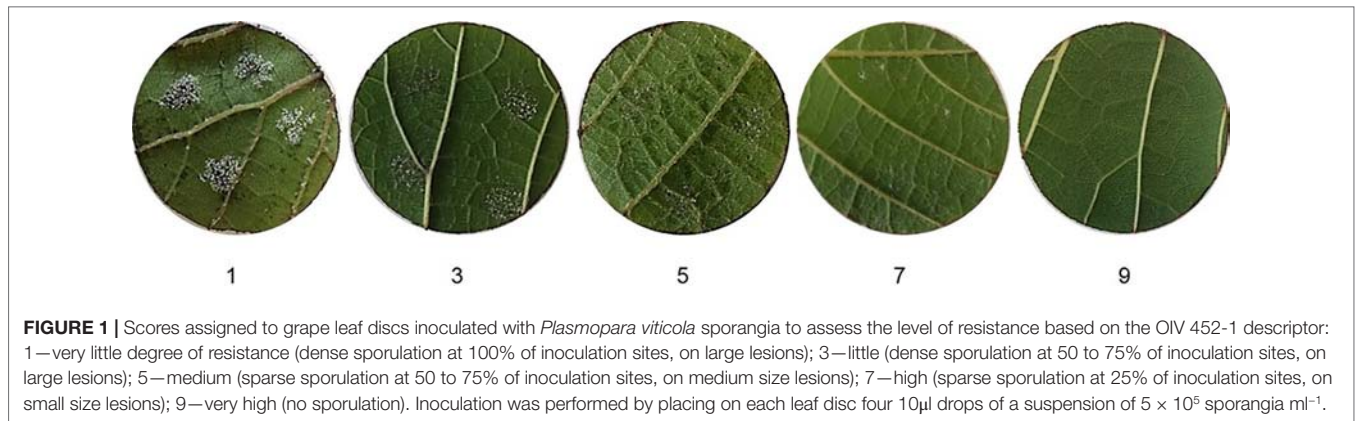 1 3 5 7 9
FIGURE 1 | Scores assigned to grape leaf discs inoculated with Plasmopara viticola sporangia to assess the level of resistance based on the OIV 452-1 descriptor:
1—very little degree of resistance (dense sporulation at 100% of inoculation sites, on large lesions); 3—little (dense sporulation at 50 to 75% of inoculation sites, on
large lesions); 5—medium (sparse sporulation at 50 to 75% of inoculation sites, on medium size lesions); 7—high (sparse sporulation at 25% of inoculation sites, on
small size lesions); 9—very high (no sporulation). Inoculation was performed by placing on each leaf disc four 10μl drops of a suspension of 5 × 10⁵ sporangia ml⁻¹.